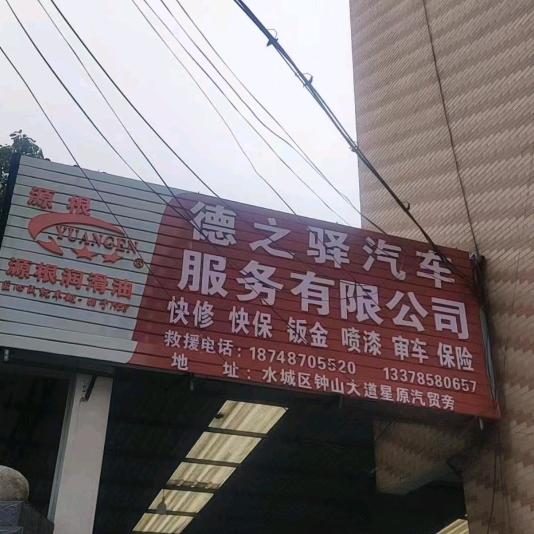 源根
YUANGEN
®
源根润滑油
德之驿汽车
服务有限公司
快修 快保 钣金 喷漆 审车 保险
救援电话：18748705520 13378580657
地 址：水城区钟山大道星原汽贸旁